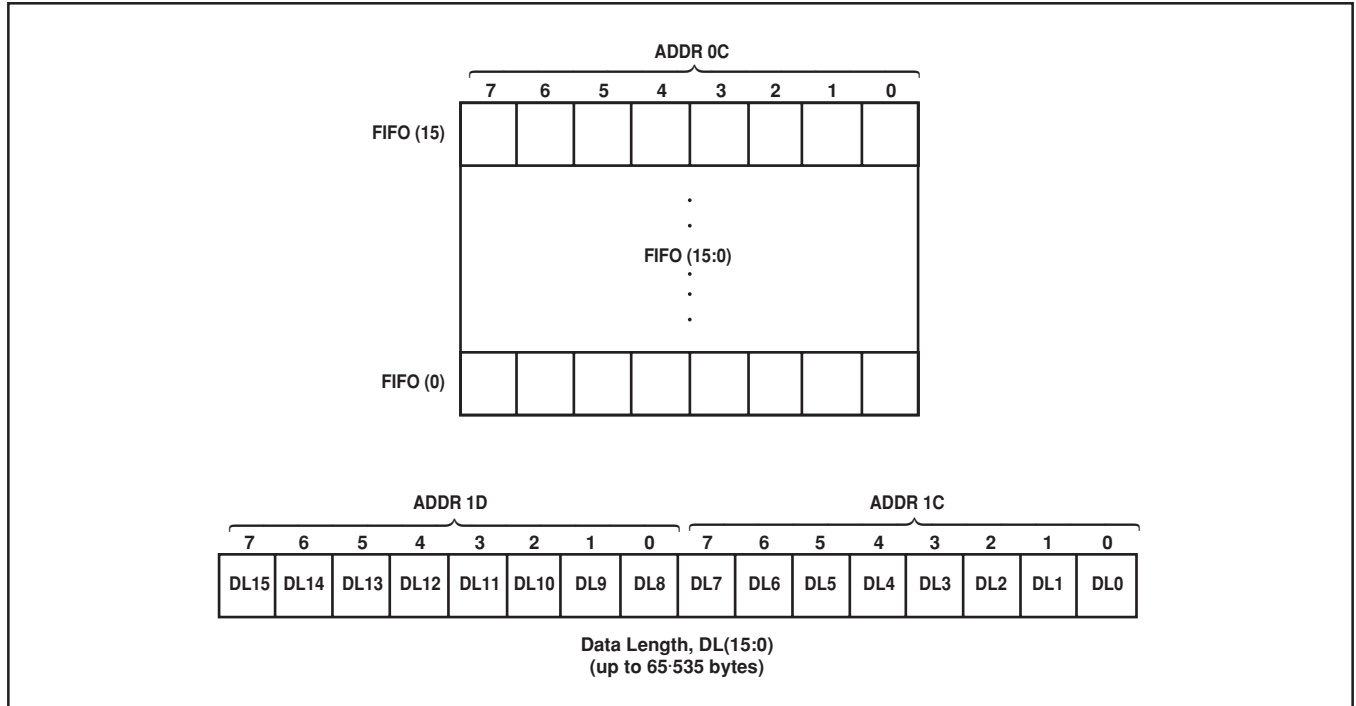 ADDR 0C
7 6 5 4 3 2 1 0
FIFO (15)
FIFO (15:0)
FIFO (0)
ADDR 1D ADDR 1C
7 6 5 4 3 2 1 0 7 6 5 4 3 2 1 0
DL15 DL14 DL13 DL12 DL11 DL10 DL9 DL8 DL7 DL6 DL5 DL4 DL3 DL2 DL1 DL0
Data Length, DL(15:0)
(up to 65·535 bytes)